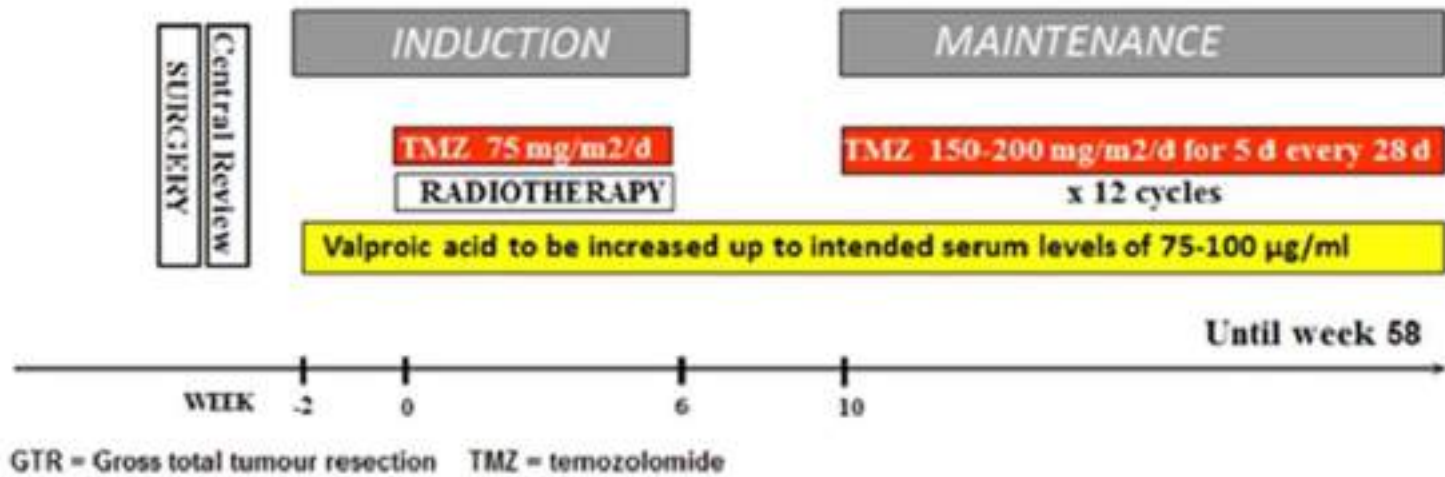 SURGERY
Central Review
INDUCTION
MAINTENANCE
TMZ 75 mg/m2/d
TMZ 150-200 mg/m2/d for 5 d every 28 d
RADIOTHERAPY
x 12 cycles
Valproic acid to be increased up to intended serum levels of 75-100 µg/ml
Until week 58
WEEK -2 0 6 10
GTR = Gross total tumour resection TMZ = temozolomide